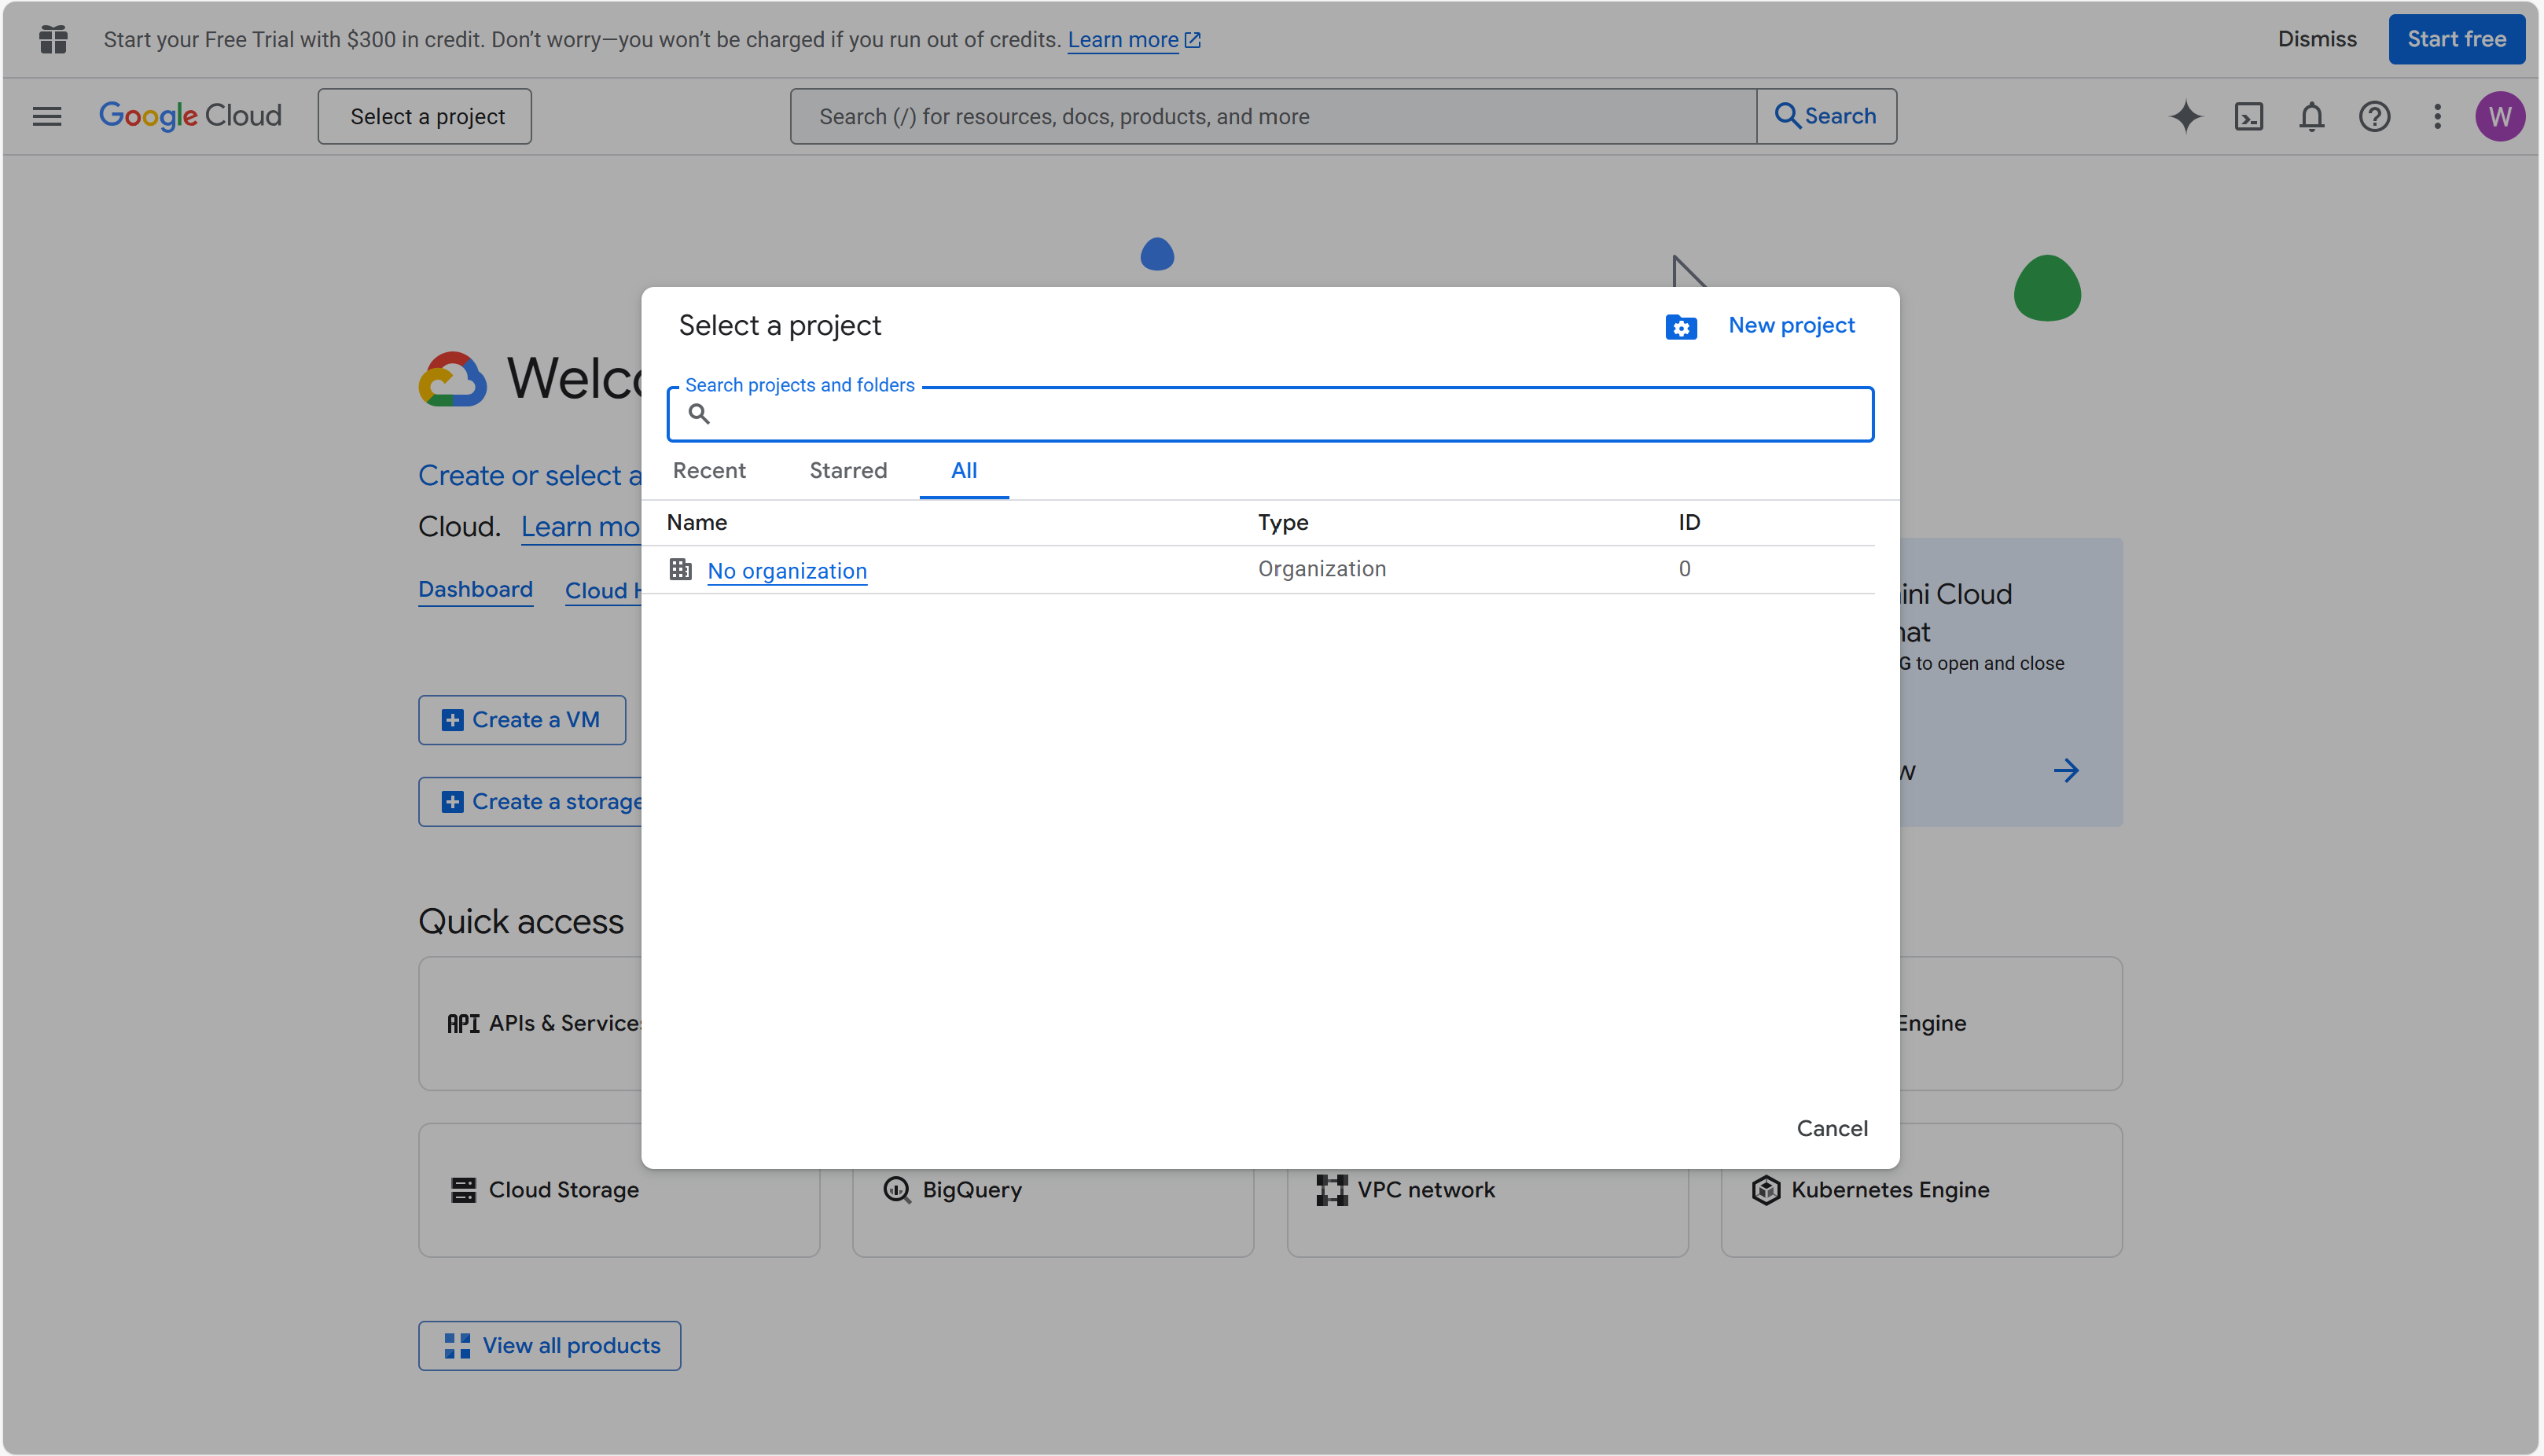 Start your Free Trial with $300 in credit. Don’t worry—you won’t be charged if you run out of credits. Learn more
Dismiss
Start free
Google Cloud
Select a project
Search (/) for resources, docs, products, and more
Search
W
Select a project
New project
Search projects and folders
Recent
Starred
All
Name Type ID
No organization Organization 0
Cancel
Create or select a
Cloud. Learn mo
Dashboard
Cloud
ini Cloud
hat
G to open and close
Create a VM
Create a storage
Quick access
API APIs & Services
Engine
Cloud Storage
BigQuery
VPC network
Kubernetes Engine
View all products